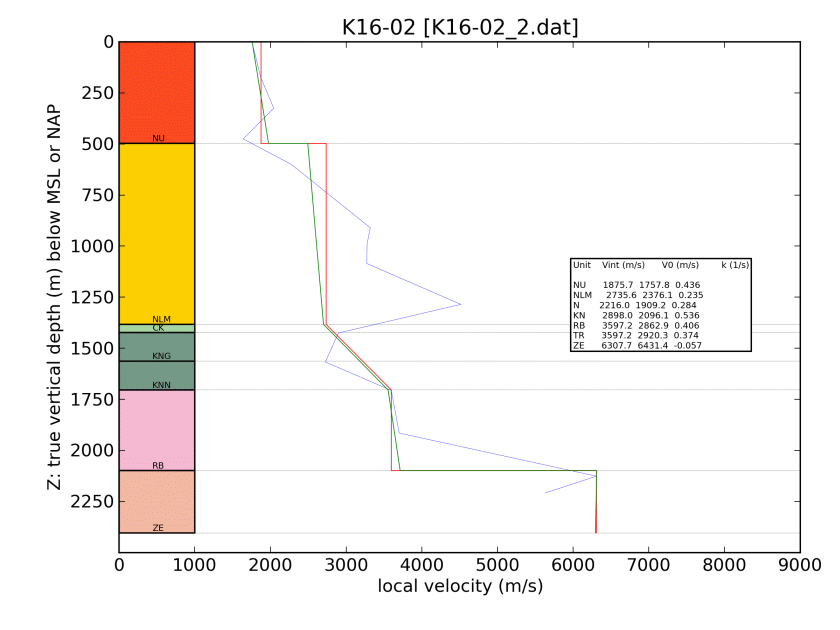 K16-02 [K16-02_2.dat]
Z: true vertical depth (m) below MSL or NAP
0
250
500
750
1000
1250
1500
1750
2000
2250
NU
NLM
CK
KNG
KNN
RB
ZE
Unit Vint (m/s) V0 (m/s) k (1/s)
NU 1875.7 1757.8 0.436
NLM 2735.6 2376.1 0.235
N 2216.0 1909.2 0.284
KN 2898.0 2096.1 0.536
RB 3597.2 2862.9 0.406
TR 3597.2 2920.3 0.374
ZE 6307.7 6431.4 -0.057
0 1000 2000 3000 4000 5000 6000 7000 8000 9000
local velocity (m/s)